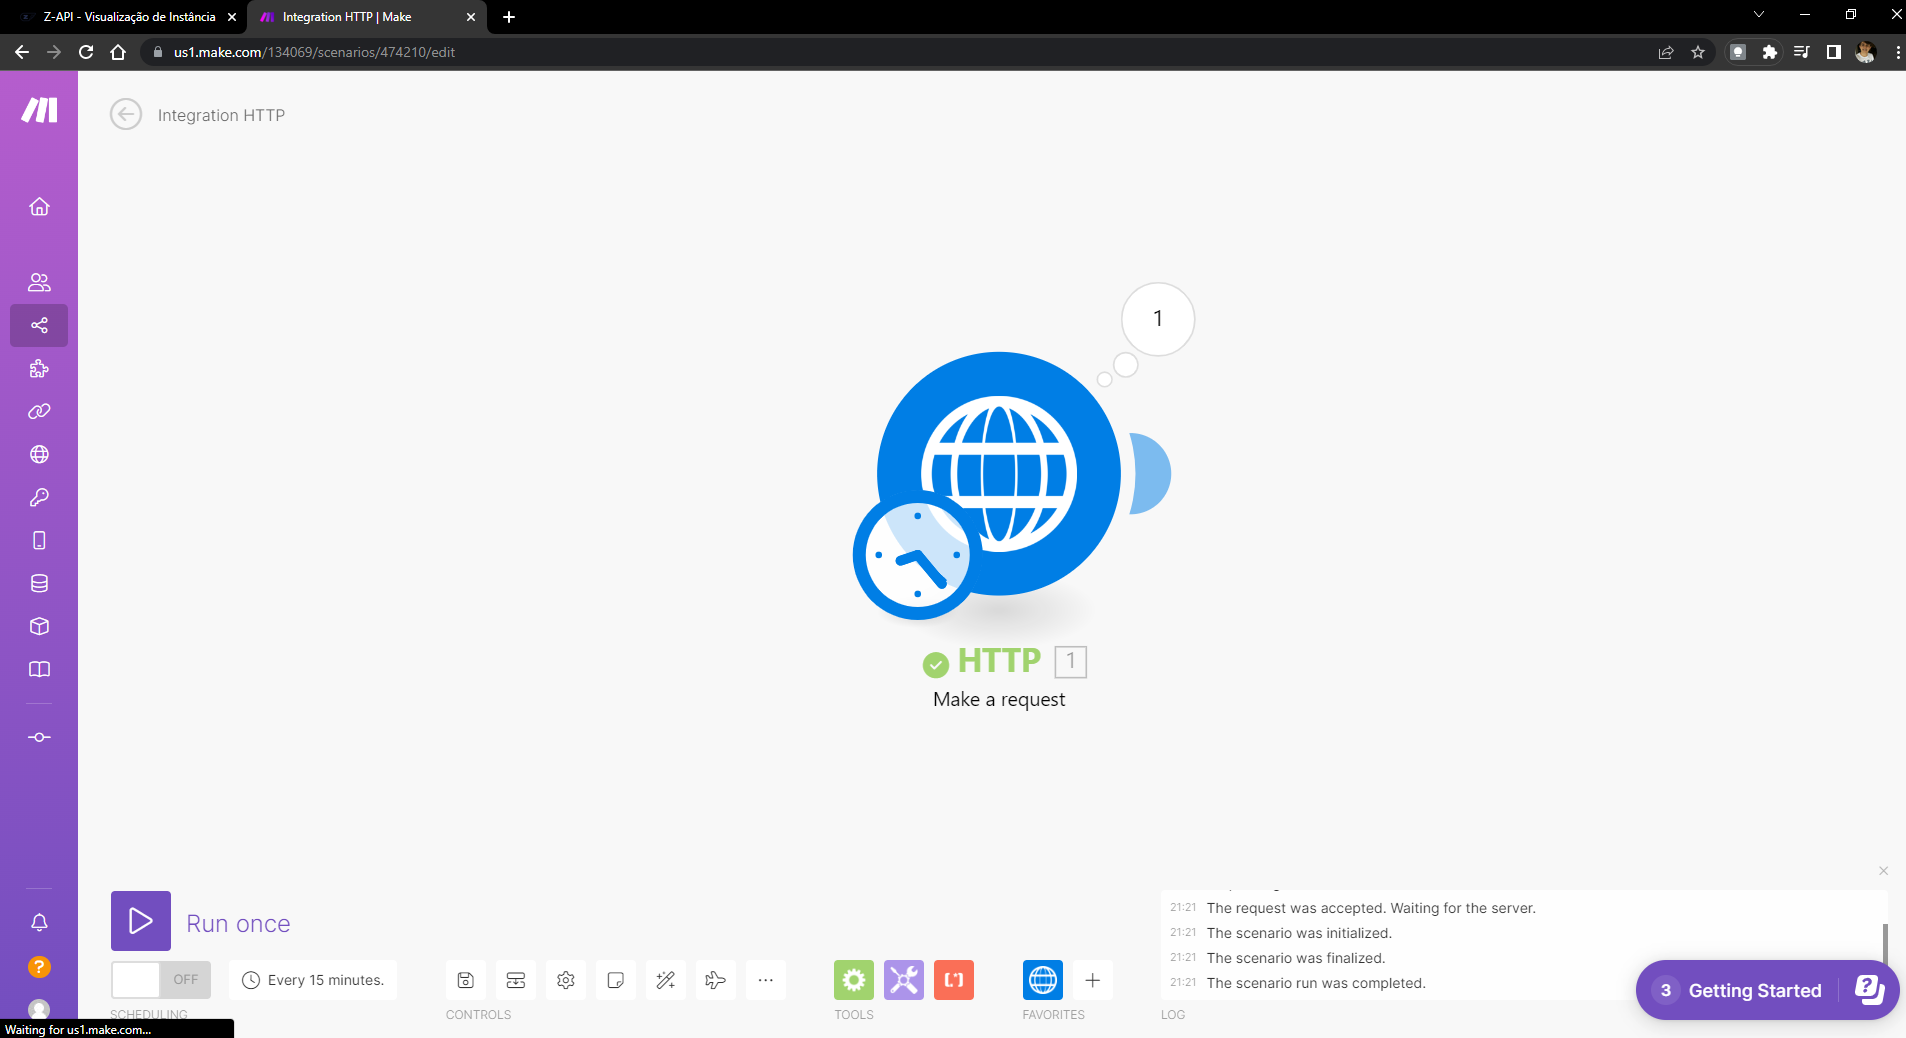 Z-API - Visualização de Instância
Integration HTTP | Make
us1.make.com/134069/scenarios/474210/edit
Integration HTTP
1
HTTP 1
Make a request
Run once
21:21 The request was accepted. Waiting for the server.
21:21 The scenario was initialized.
21:21 The scenario was finalized.
21:21 The scenario run was completed.
OFF
Every 15 minutes.
3 Getting Started
SCHEDULING
CONTROLS
TOOLS
FAVORITES
LOG
Waiting for us1.make.com...